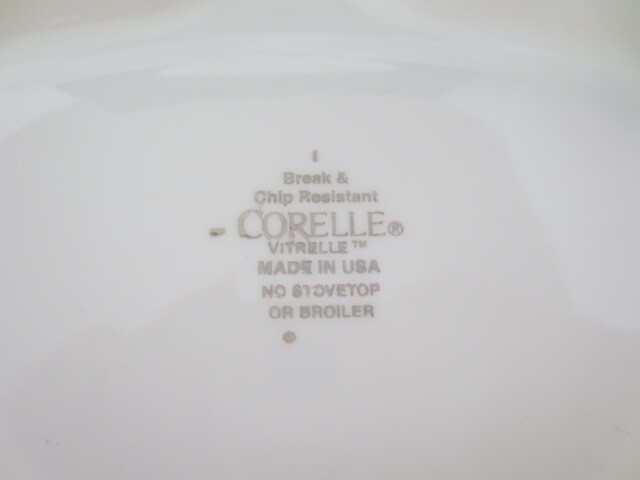 Break &
Chip Resistant
CORELLE®
VITRELLE™
MADE IN USA
NO STOVETOP
OR BROILER